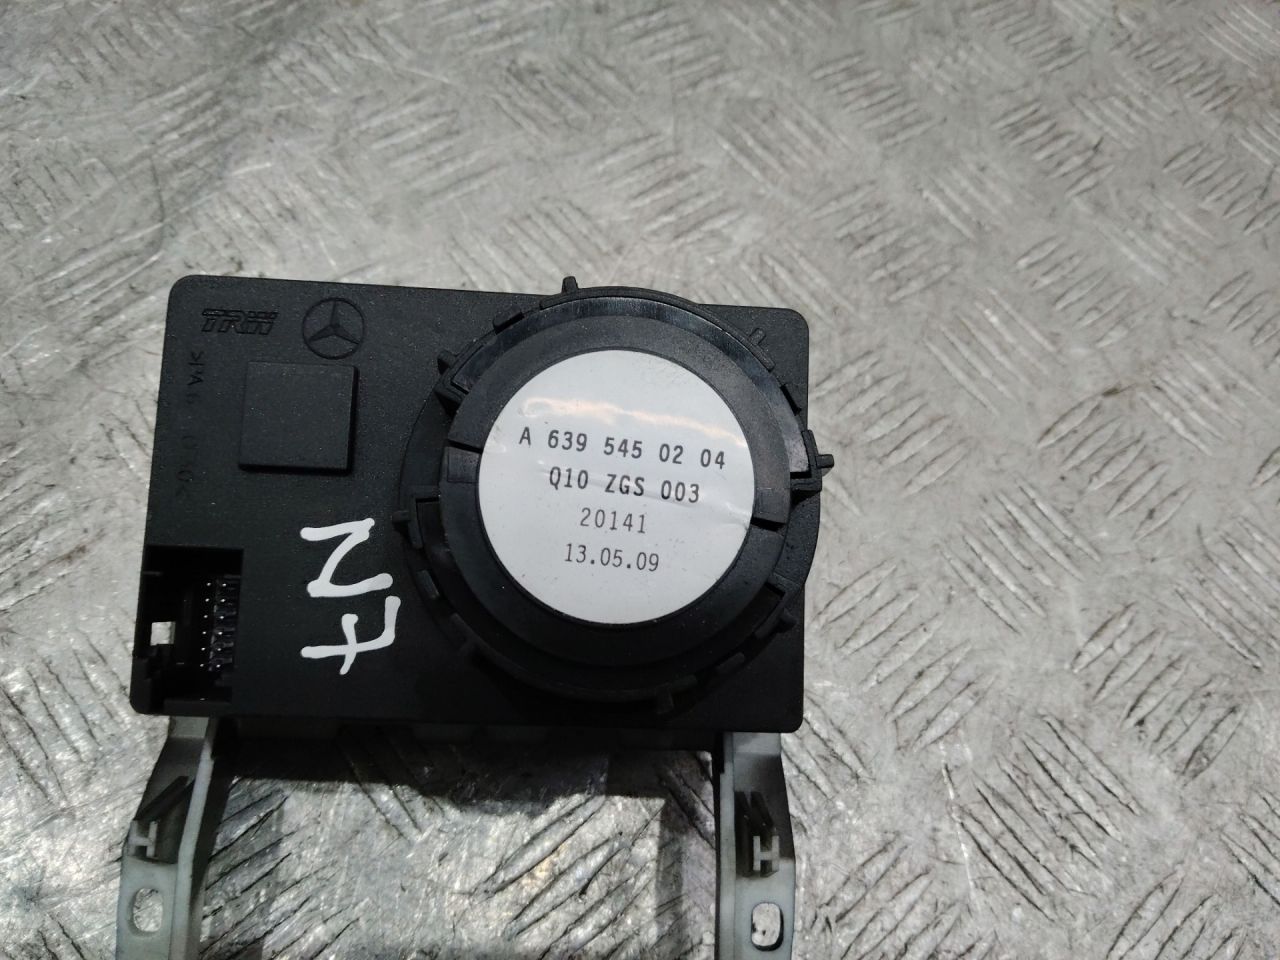 TRW
A 639 545 02 04
Q10 ZGS 003
20141
13.05.09
N7